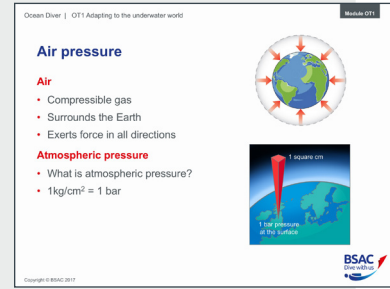 Ocean Diver | OT1 Adapting to the underwater world
Module OT1
Air pressure
Air
• Compressible gas
• Surrounds the Earth
• Exerts force in all directions
Atmospheric pressure
• What is atmospheric pressure?
• 1kg/cm² = 1 bar
1 square cm
1 bar pressure
at the surface
BSAC
Dive with us
Copyright © BSAC 2017